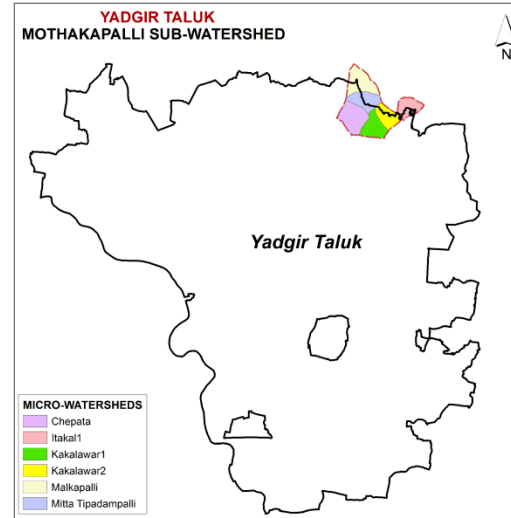 YADGIR TALUK
MOTHAKAPALLI SUB-WATERSHED
N
Yadgir Taluk
MICRO-WATERSHEDS
Chepata
Itakal1
Kakalawar1
Kakalawar2
Malkapalli
Mitta Tipadampalli